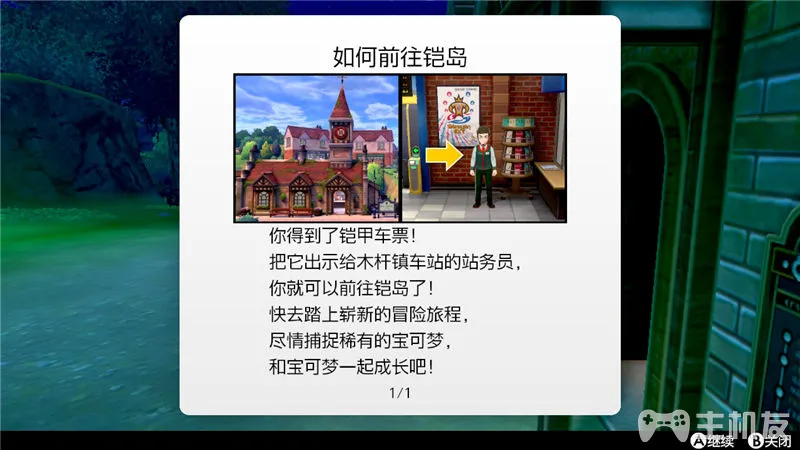 如何前往铠岛
你得到了铠甲车票！
把它出示给木杆镇车站的站务员，
你就可以前往铠岛了！
快去踏上崭新的冒险旅程，
尽情捕捉稀有的宝可梦，
和宝可梦一起成长吧！
1/1
主机友
A继续 B关闭